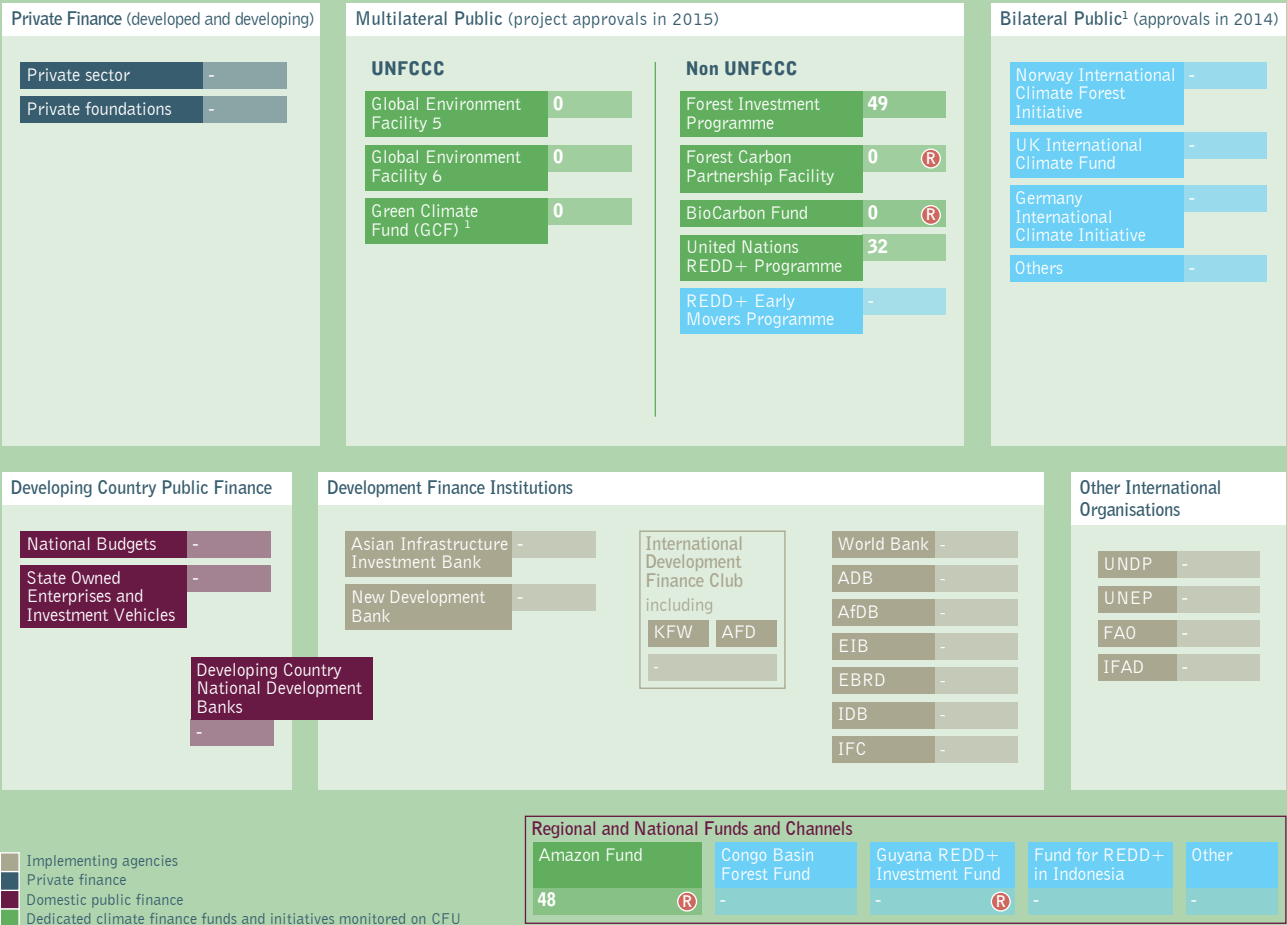 Private Finance (developed and developing)
Private sector -
Private foundations -
Multilateral Public (project approvals in 2015)
UNFCCC
Global Environment
Facility 5
0
Global Environment
Facility 6
0
Green Climate
Fund (GCF) 1
0
Non UNFCCC
Forest Investment
Programme
49
Forest Carbon
Partnership Facility
0 R
BioCarbon Fund 0 R
United Nations
REDD+ Programme
32
REDD+ Early
Movers Programme
-
Bilateral Public1 (approvals in 2014)
Norway International
Climate Forest
Initiative
-
UK International
Climate Fund
-
Germany
International
Climate Initiative
-
Others -
Developing Country Public Finance
National Budgets -
State Owned
Enterprises and
Investment Vehicles
-
Developing Country
National Development
Banks
-
Development Finance Institutions
Asian Infrastructure
Investment Bank
-
New Development
Bank
-
International
Development
Finance Club
including
KFW AFD
-
World Bank -
ADB -
AfDB -
EIB -
EBRD -
IDB -
IFC -
Other International
Organisations
UNDP -
UNEP -
FAO -
IFAD -
Regional and National Funds and Channels
Amazon Fund
48 R
Congo Basin
Forest Fund
-
Guyana REDD+
Investment Fund
- R
Fund for REDD+
in Indonesia
-
Other
-
Implementing agencies
Private finance
Domestic public finance
Dedicated climate finance funds and initiatives monitored on CFU